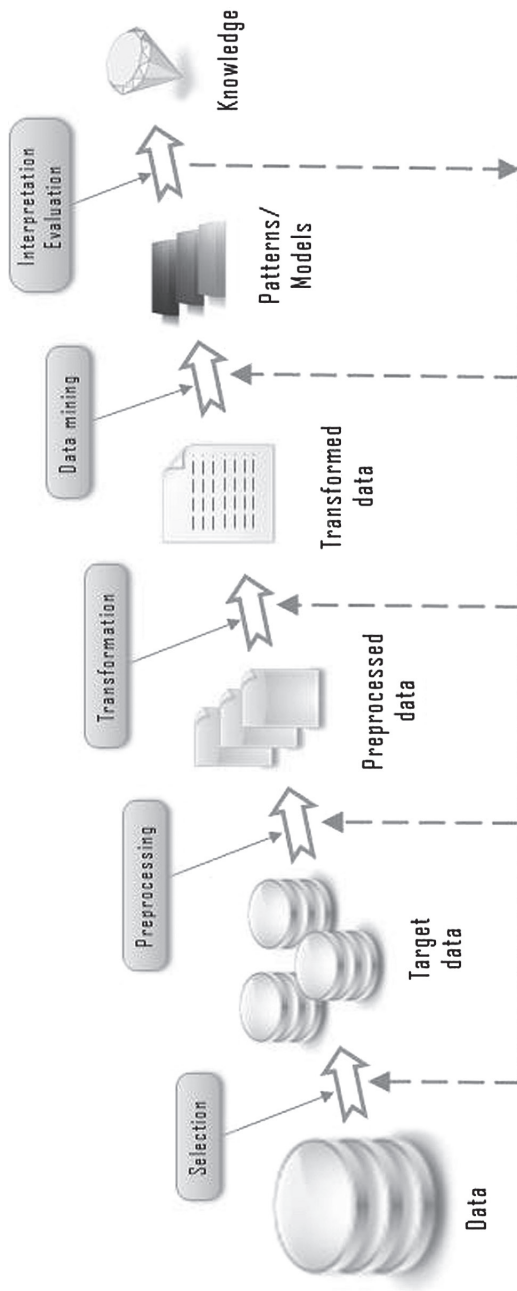 Selection
Preprocessing
Transformation
Data mining
Interpretation
Evaluation
Data
Target
data
Preprocessed
data
Transformed
data
Patterns/
Models
Knowledge